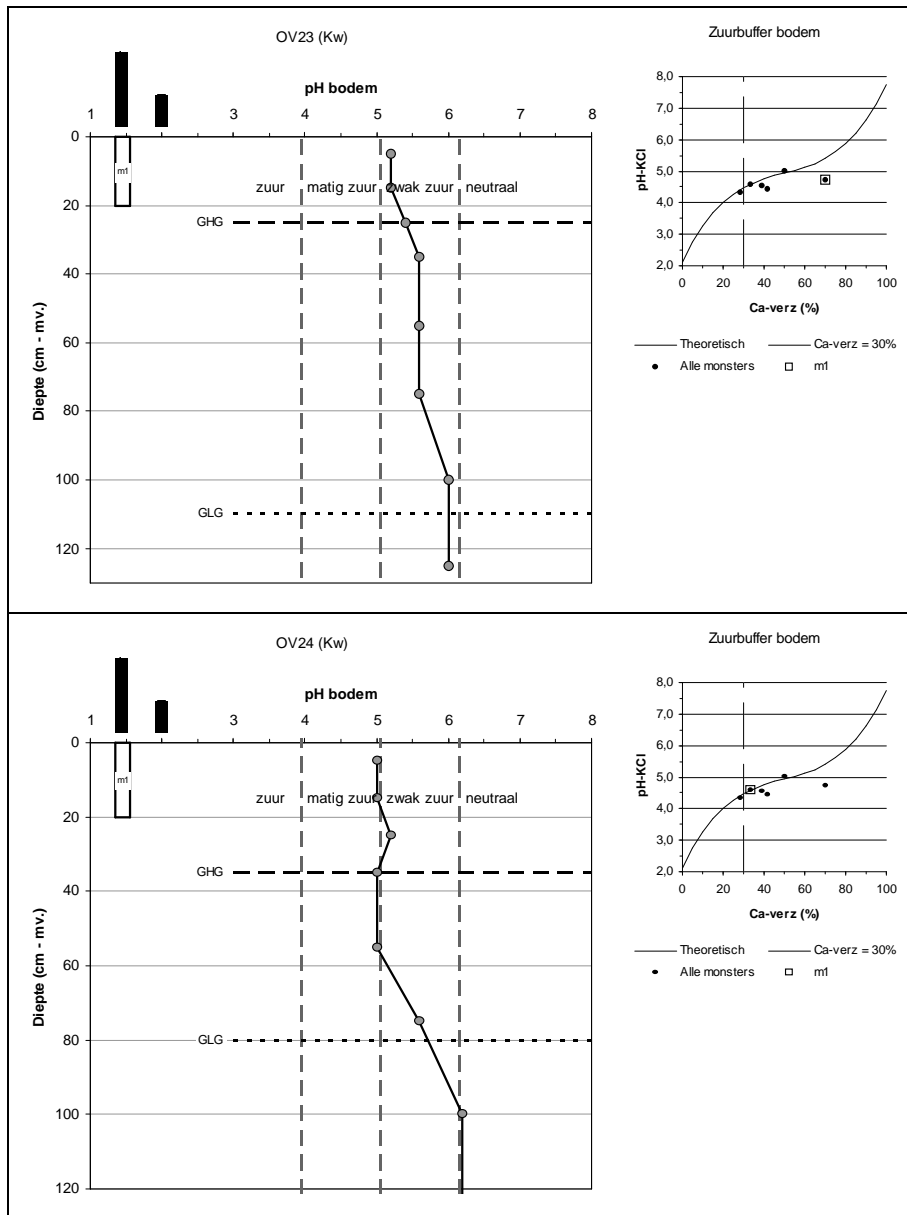 OV23 (Kw)
pH bodem
1 2 3 4 5 6 7 8
0
20
40
60
80
100
120
Diepte (cm - mv.)
m1
zuur matig zuur zwak zuur neutraal
GHG
GLG
Zuurbuffer bodem
8,0
7,0
6,0
5,0
4,0
3,0
2,0
pH-KCl
0 20 40 60 80 100
Ca-verz (%)
Theoretisch Ca-verz = 30%
Alle monsters m1
OV24 (Kw)
pH bodem
1 2 3 4 5 6 7 8
0
20
40
60
80
100
120
Diepte (cm - mv.)
m1
zuur matig zuur zwak zuur neutraal
GHG
GLG
Zuurbuffer bodem
8,0
7,0
6,0
5,0
4,0
3,0
2,0
pH-KCl
0 20 40 60 80 100
Ca-verz (%)
Theoretisch Ca-verz = 30%
Alle monsters m1